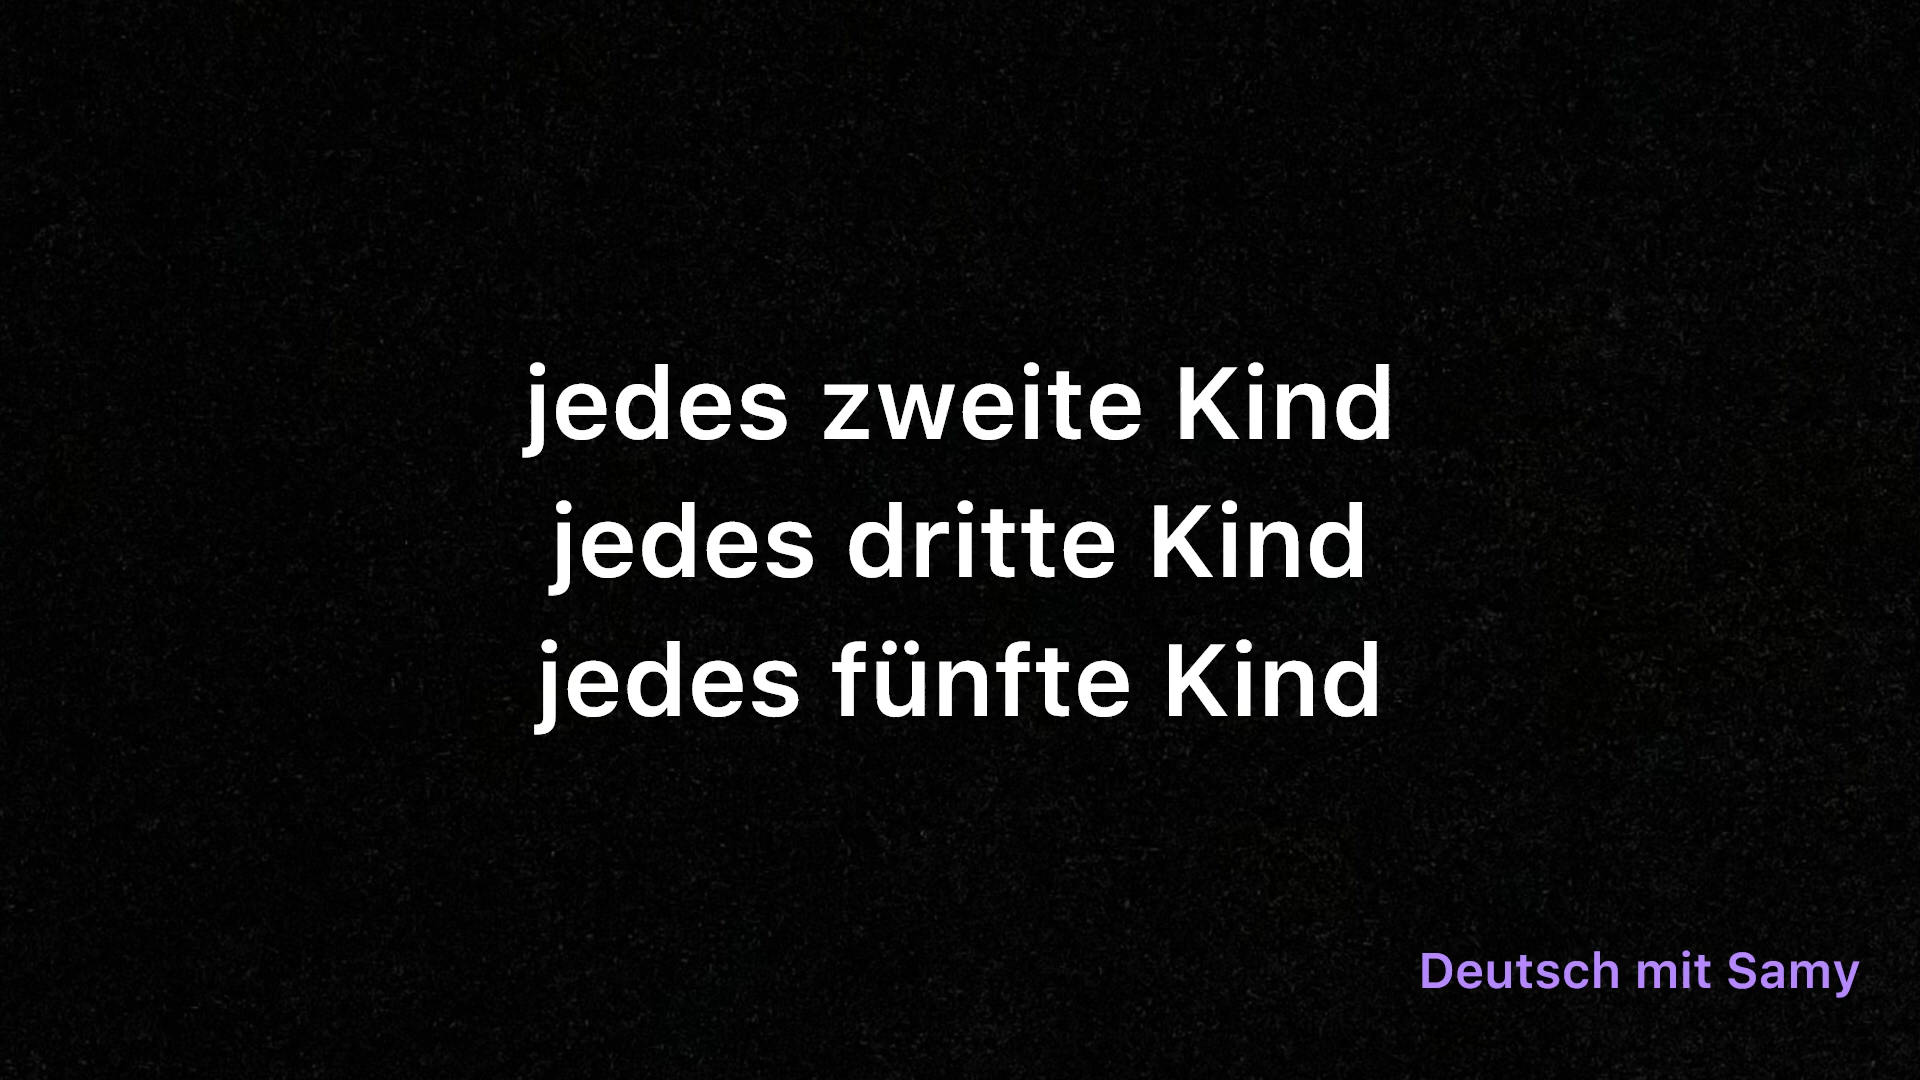 jedes zweite Kind
jedes dritte Kind
jedes fünfte Kind
Deutsch mit Samy